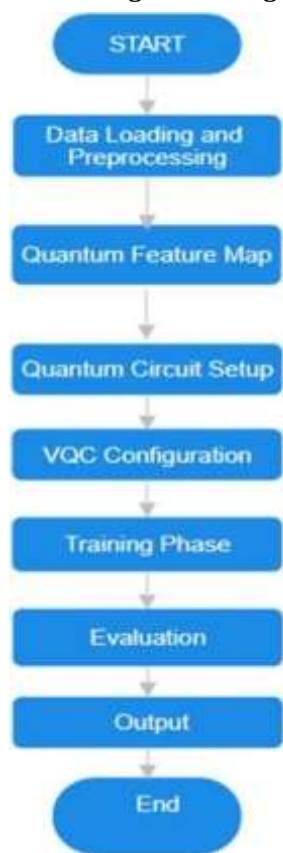 START
Data Loading and
Preprocessing
Quantum Feature Map
Quantum Circuit Setup
VQC Configuration
Training Phase
Evaluation
Output
End